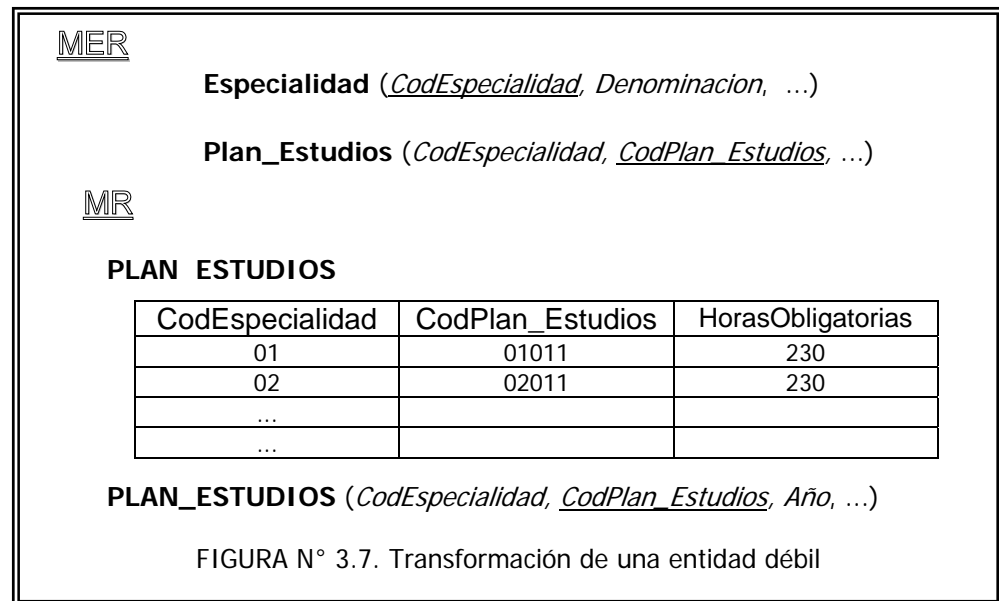 MER
Especialidad (CodEspecialidad, Denominacion, ...)
Plan_Estudios (CodEspecialidad, CodPlan_Estudios, ...)
MR
PLAN ESTUDIOS
CodEspecialidad CodPlan_Estudios HorasObligatorias
01 01011 230
02 02011 230
...
...
PLAN_ESTUDIOS (CodEspecialidad, CodPlan_Estudios, Año, ...)
FIGURA N° 3.7. Transformación de una entidad débil